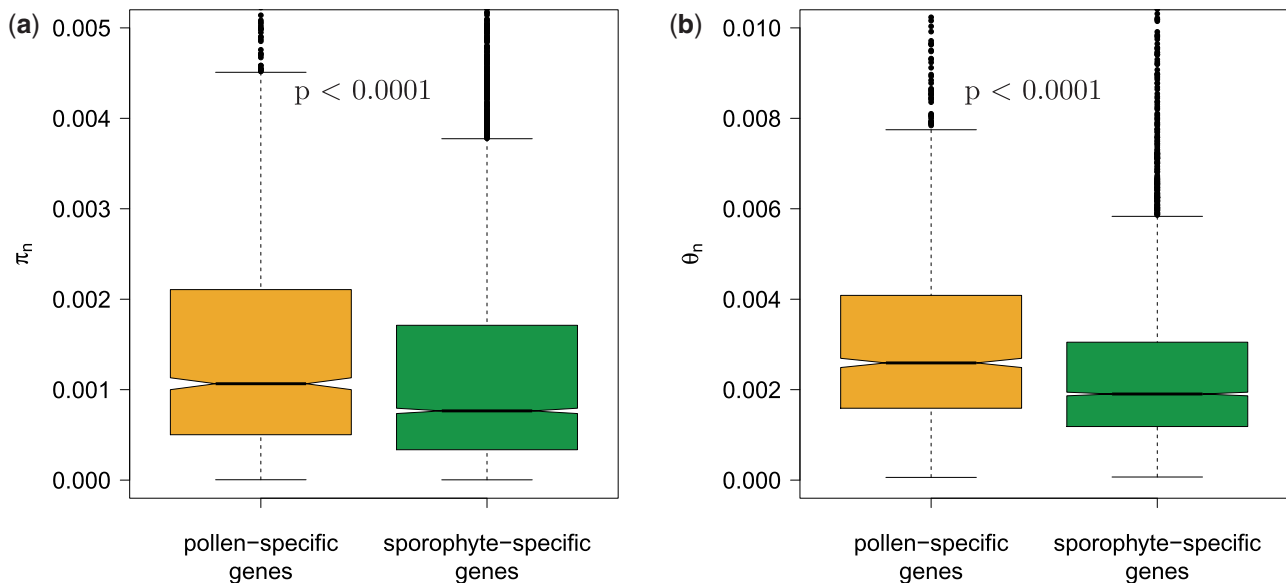 (a)
0.005
0.004
0.003
0.002
0.001
0.000
πn
p < 0.0001
pollen−specific
genes
sporophyte−specific
genes
(b)
0.010
0.008
0.006
0.004
0.002
0.000
θn
p < 0.0001
pollen−specific
genes
sporophyte−specific
genes